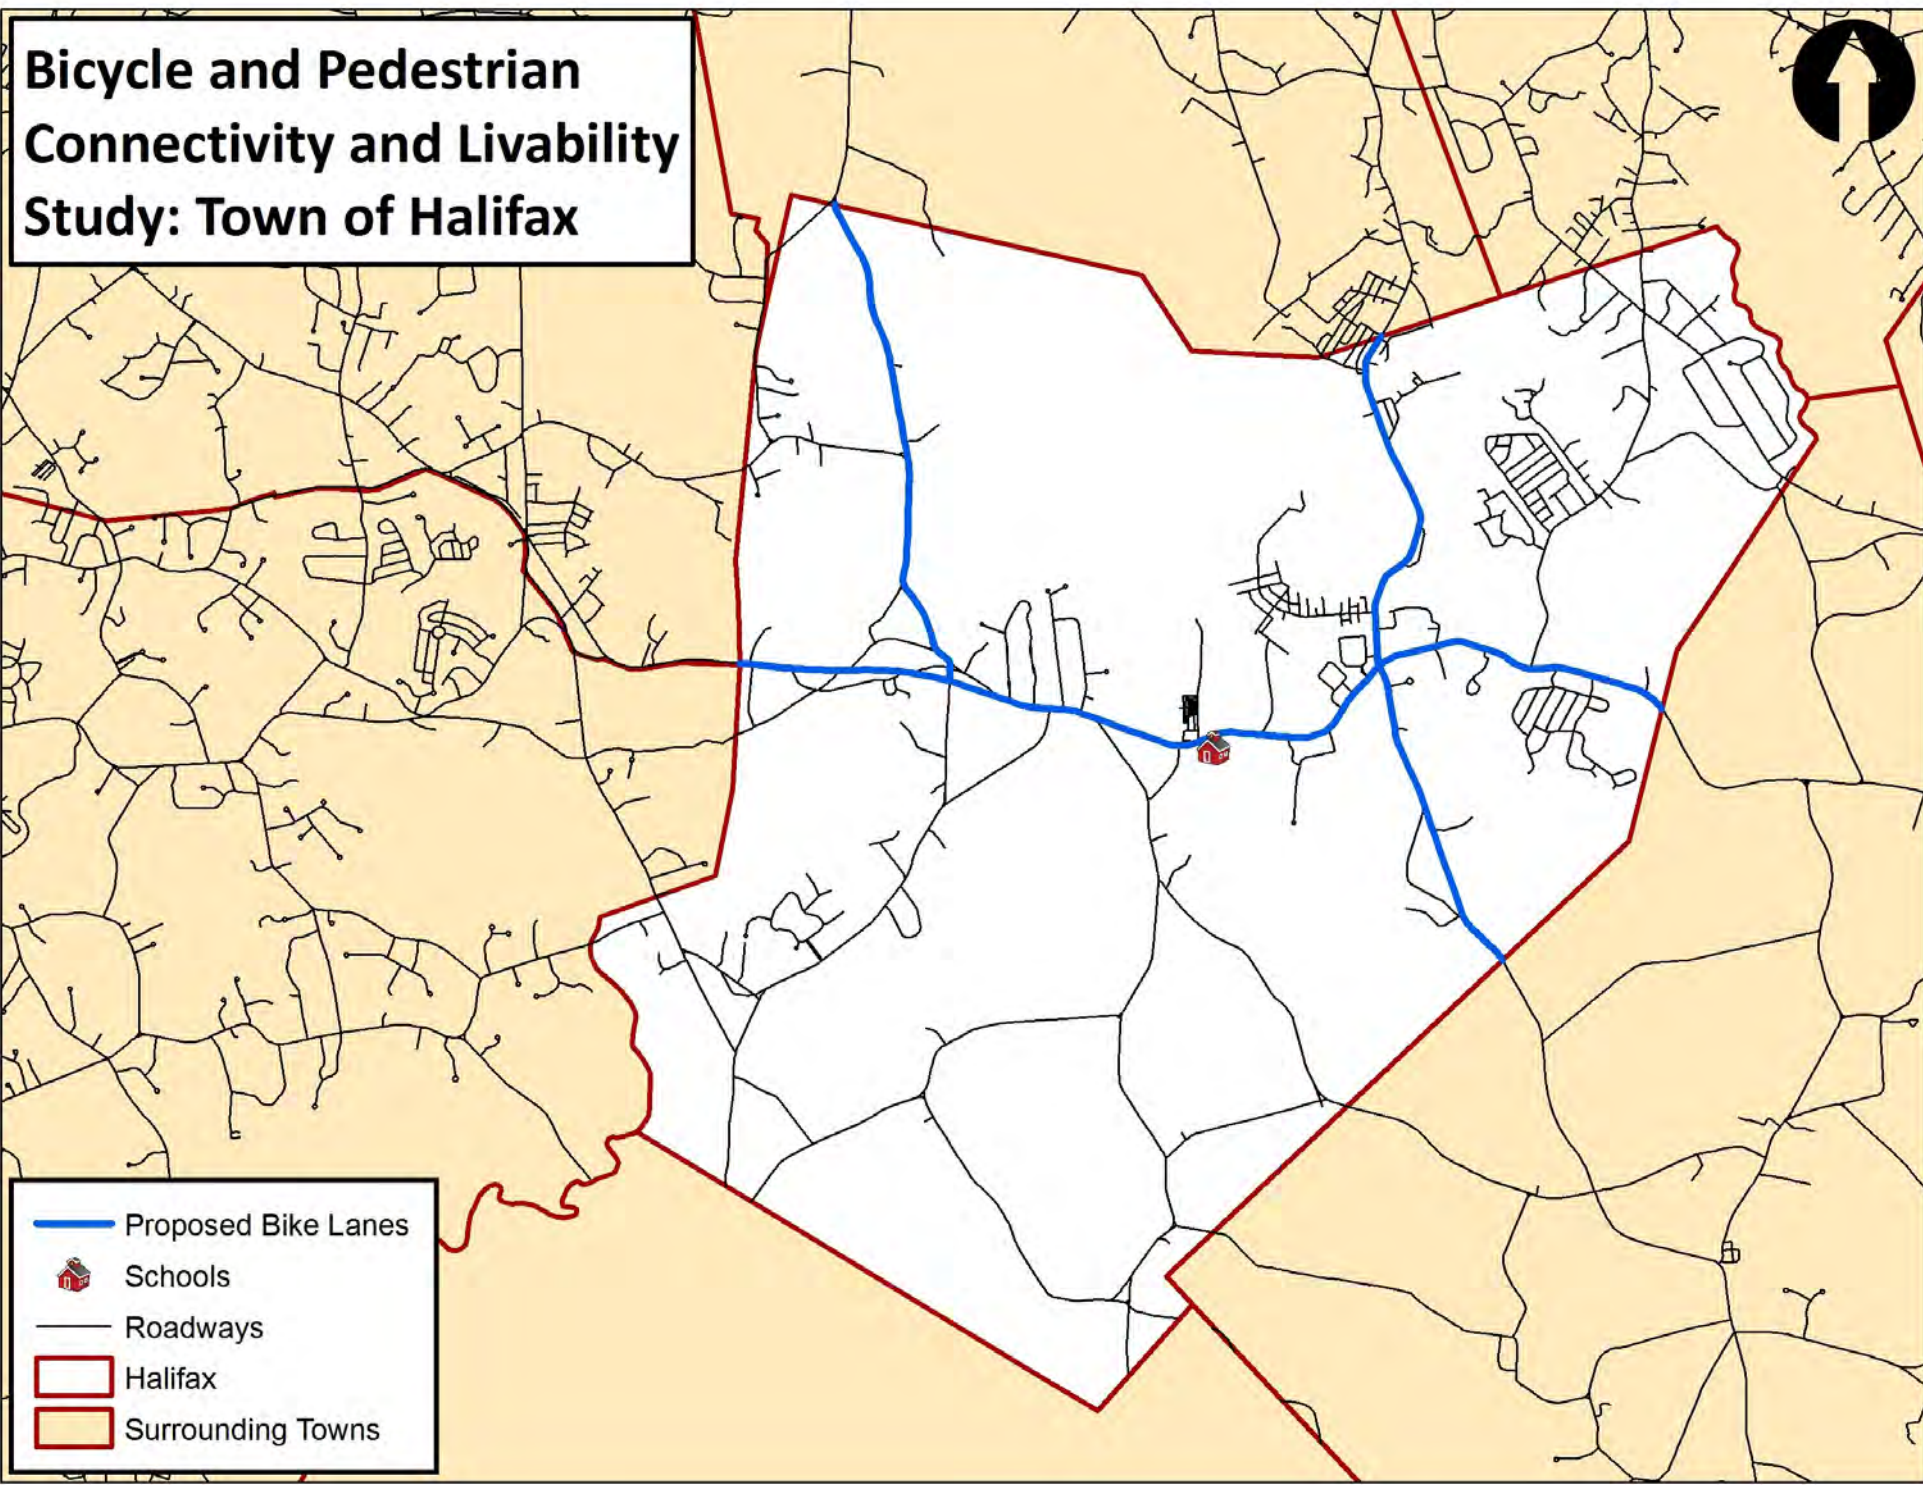 Bicycle and Pedestrian
Connectivity and Livability
Study: Town of Halifax
Proposed Bike Lanes
Schools
Roadways
Halifax
Surrounding Towns